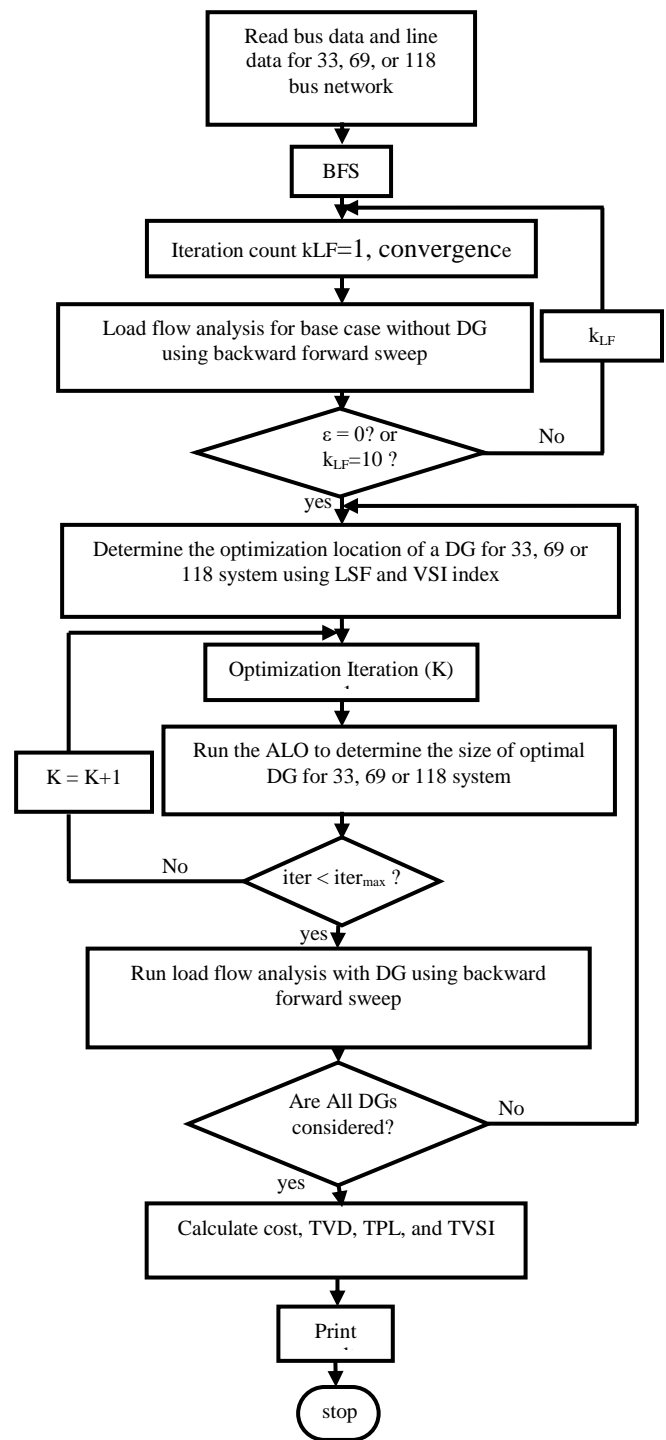 Read bus data and line
data for 33, 69, or 118
bus network
BFS
Iteration count kLF=1, convergence
Load flow analysis for base case without DG
using backward forward sweep
k_LF
ε = 0? or
k_LF=10 ?
No
yes
Determine the optimization location of a DG for 33, 69 or
118 system using LSF and VSI index
Optimization Iteration (K)
Run the ALO to determine the size of optimal
DG for 33, 69 or 118 system
K = K+1
No
iter < iter_max ?
yes
Run load flow analysis with DG using backward
forward sweep
Are All DGs
considered?
No
yes
Calculate cost, TVD, TPL, and TVSI
Print
stop